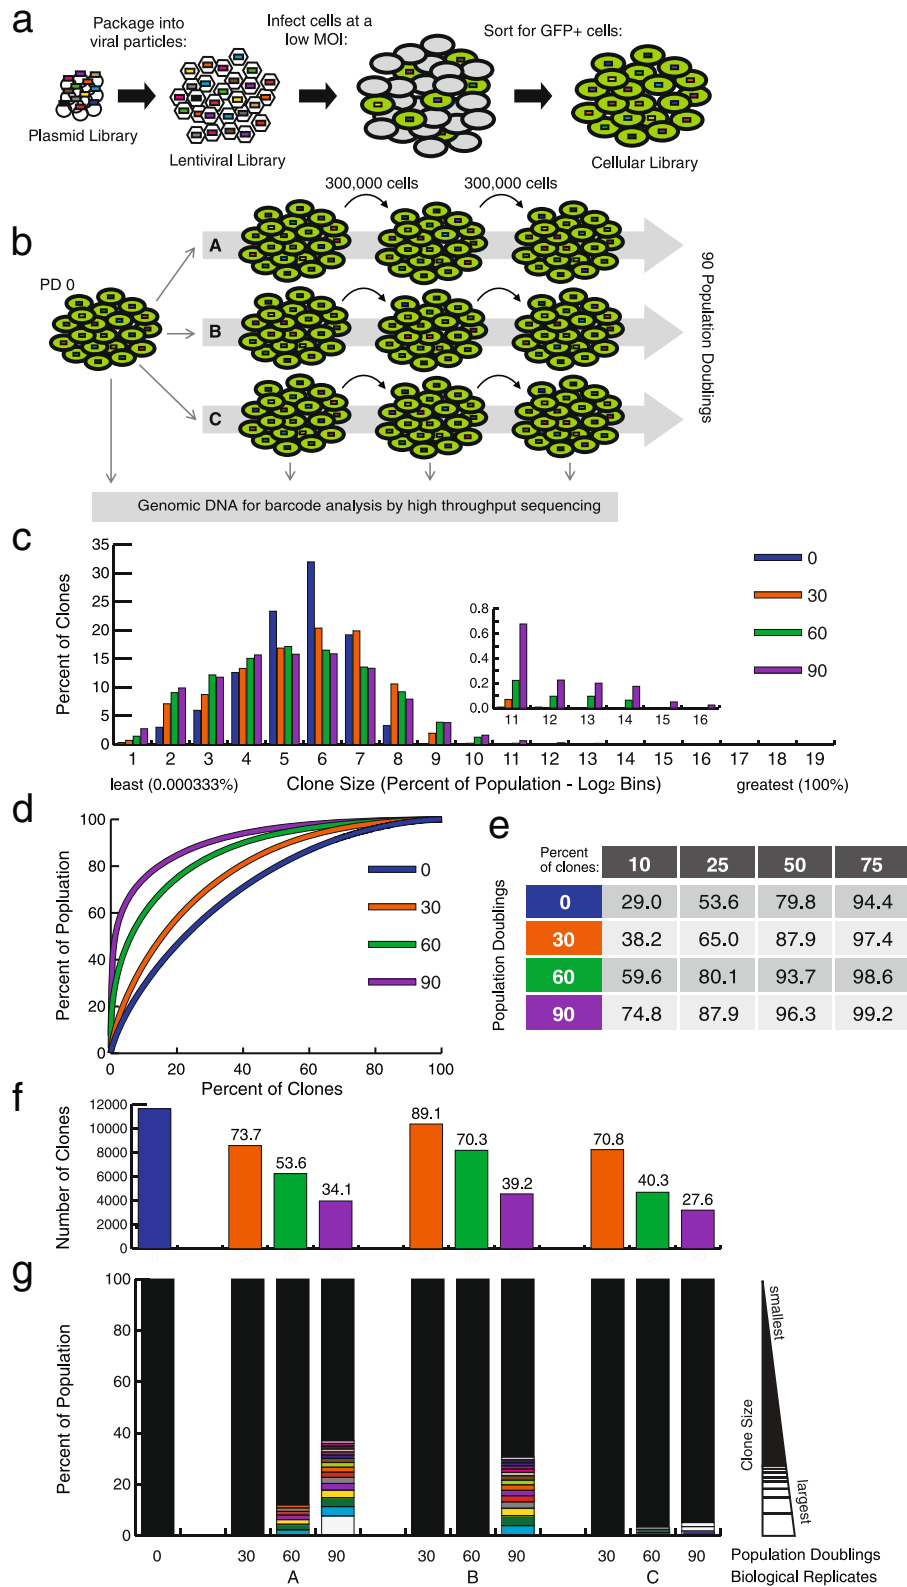 a
Package into
viral particles:
Infect cells at a
low MOI:
Sort for GFP+ cells:
Plasmid Library
Lentiviral Library
Cellular Library
b
300,000 cells
300,000 cells
PD 0
A
B
C
90 Population Doublings
Genomic DNA for barcode analysis by high throughput sequencing
c
Percent of Clones
35
30
25
20
15
10
5
0
1 2 3 4 5 6 7 8 9 10 11 12 13 14 15 16 17 18 19
least (0.000333%)
Clone Size (Percent of Population - Log2 Bins)
greatest (100%)
0.8
0.6
0.4
0.2
0.0
11 12 13 14 15 16
0
30
60
90
d
Percent of Popluation
100
80
60
40
20
0
0 20 40 60 80 100
Percent of Clones
0
30
60
90
e
Percent
of clones:
10 25 50 75
Population Doublings
0 29.0 53.6 79.8 94.4
30 38.2 65.0 87.9 97.4
60 59.6 80.1 93.7 98.6
90 74.8 87.9 96.3 99.2
f
Number of Clones
12000
10000
8000
6000
4000
2000
0
73.7
53.6
34.1
89.1
70.3
39.2
70.8
40.3
27.6
g
Percent of Population
100
80
60
40
20
0
0 30 60 90 30 60 90 30 60 90
Population Doublings
A B C
Biological Replicates
Clone Size
smallest
largest